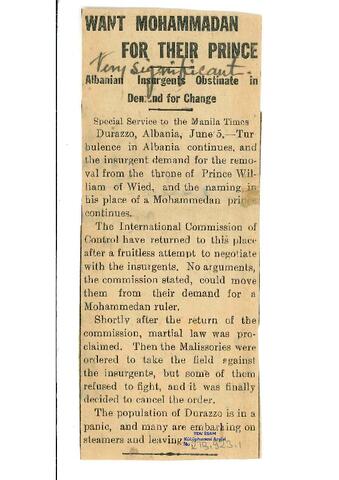 WANT MOHAMMADAN
FOR THEIR PRINCE
Very significant.
Albanian Insurgents Obstinate in
Demand for Change
Special Service to the Manila Times
Durazzo, Albania, June 5,—Tur
bulence in Albania continues, and
the insurgent demand for the remo-
val from the throne of Prince Wil-
liam of Wied, and the naming in
his place of a Mohammedan prince
continues.
The International Commission of
Control have returned to this place
after a fruitless attempt to negotiate
with the insurgents. No arguments,
the commission stated, could move
them from their demand for a
Mohammedan ruler.
Shortly after the return of the
commission, martial law was pro-
claimed. Then the Malissories were
ordered to take the field against
the insurgents, but some of them
refused to fight, and it was finally
decided to cancel the order.
The population of Durazzo is in a
panic, and many are embarking on
steamers and leaving
TDV İSAM
Kütüphanesi Arşivi
No